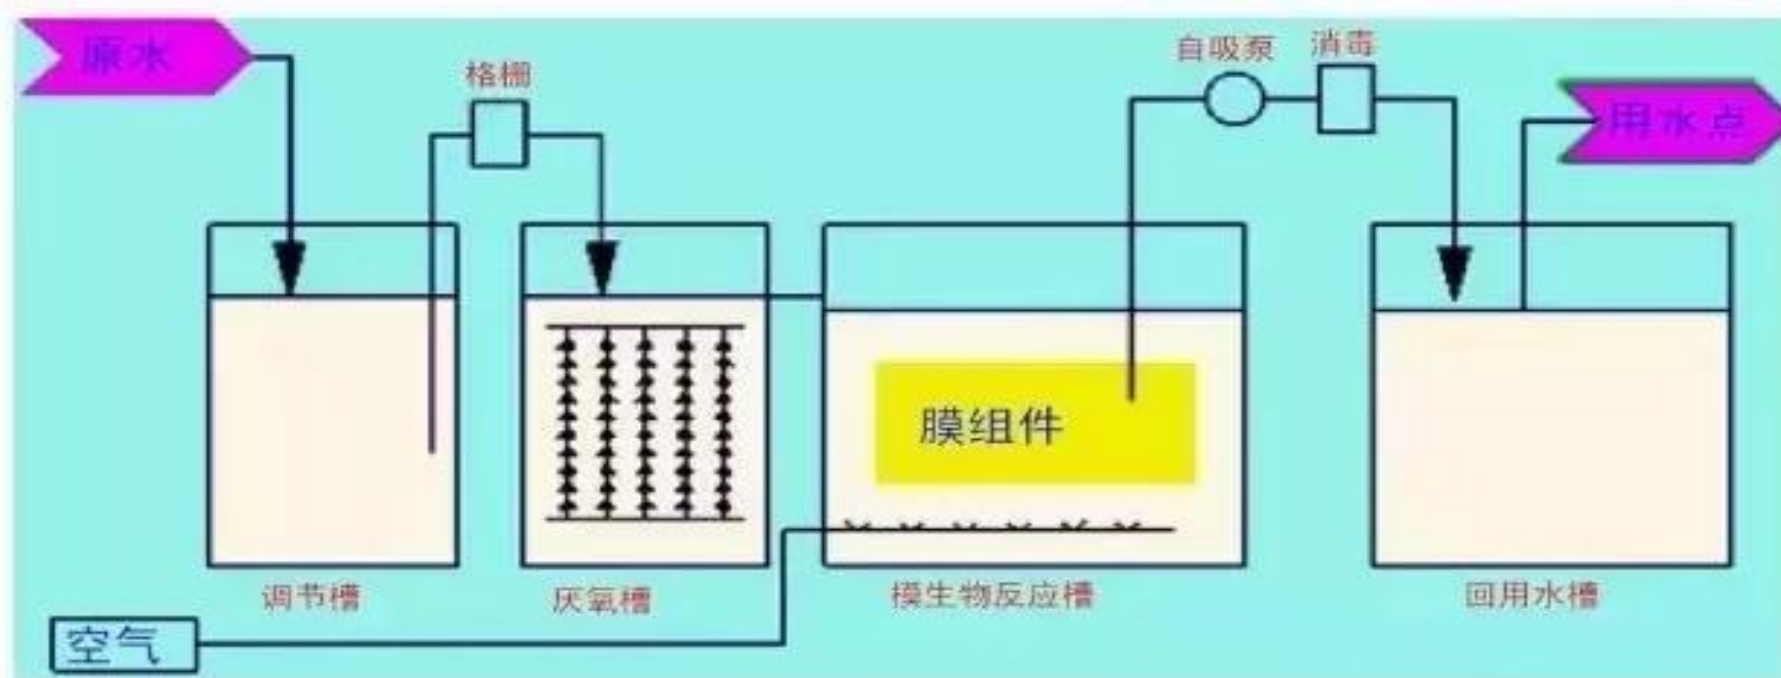 原水
格栅
自吸泵
消毒
用水点
膜组件
调节槽
厌氧槽
模生物反应槽
回用水槽
空气